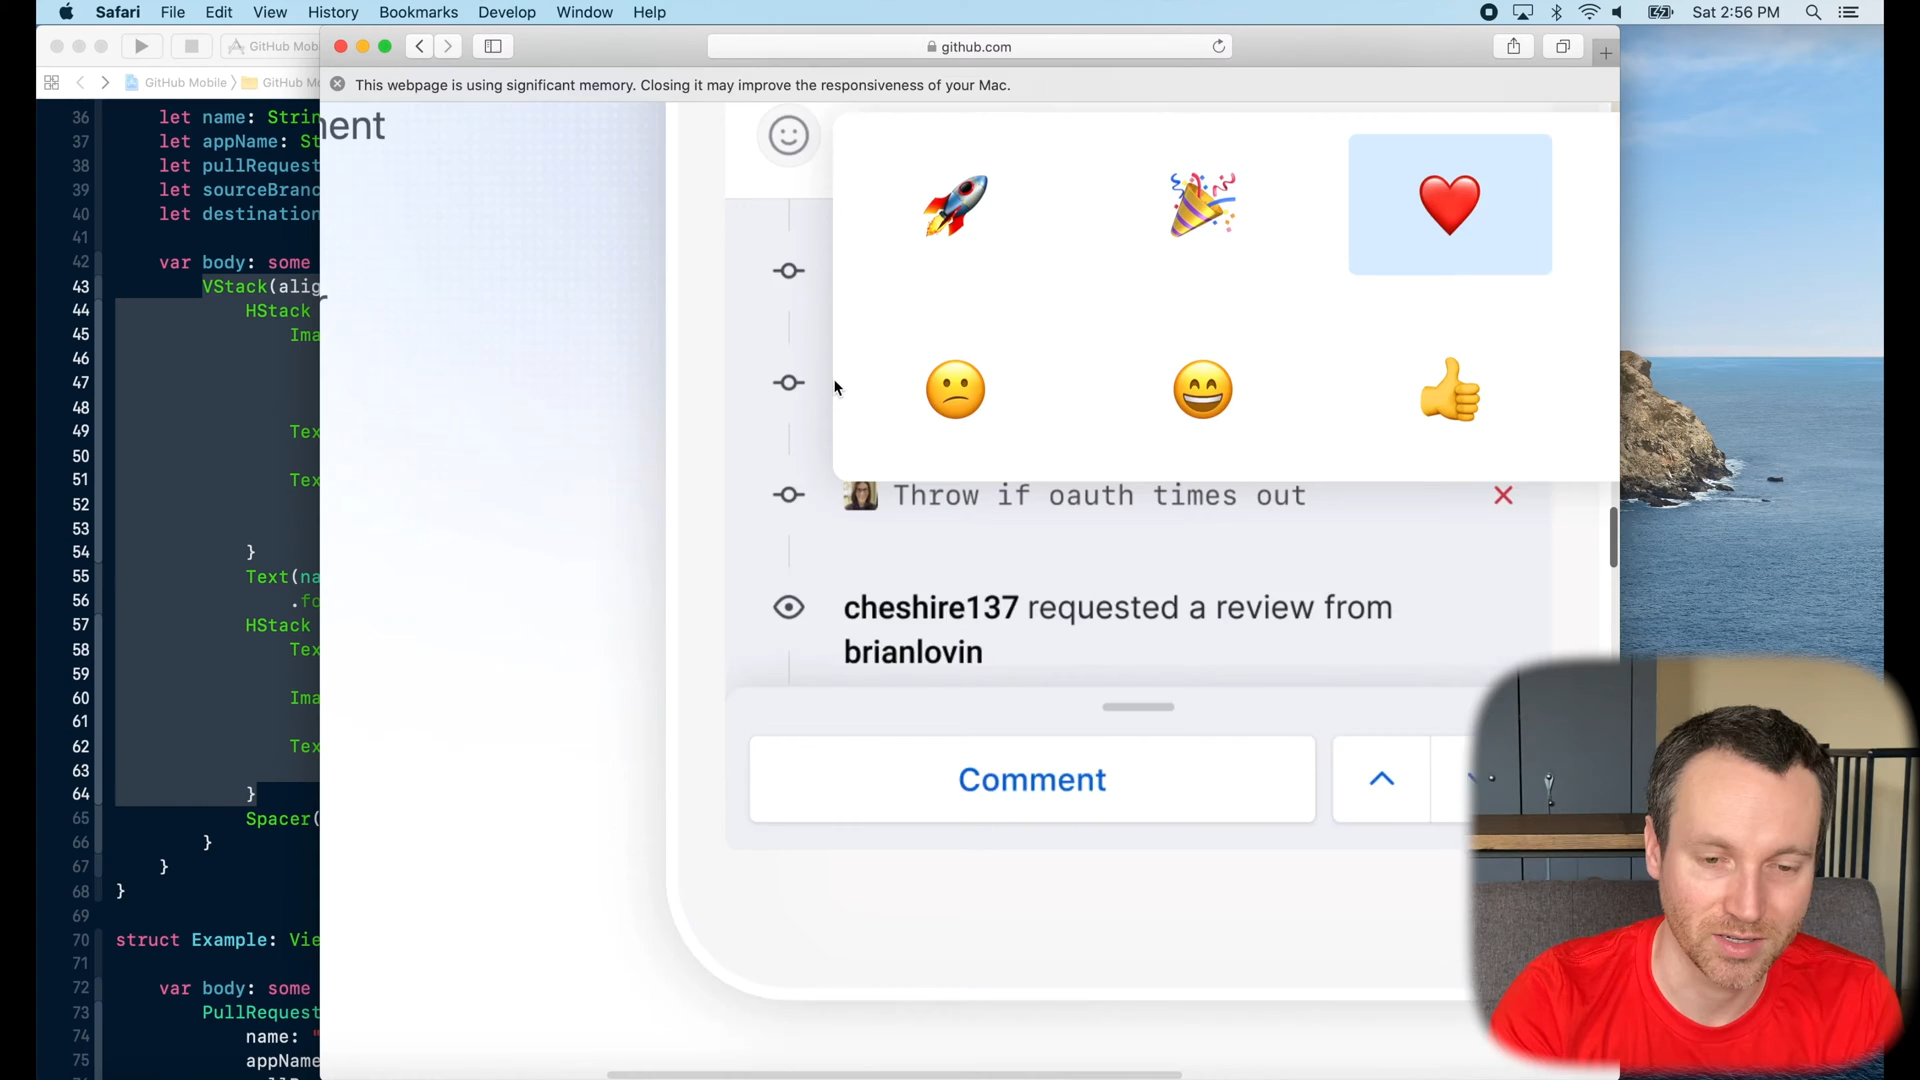 Safari File Edit View History Bookmarks Develop Window Help Sat 2:56 PM
GitHub Mob github.com
GitHub Mobile GitHub M
This webpage is using significant memory. Closing it may improve the responsiveness of your Mac.
36 let name: Strin
37 let appName: St
38 let pullRequest
39 let sourceBranc
40 let destination
41
42 var body: some
43 VStack(alig
44 HStack
45 Ima
46
47
48
49 Tex
50
51 Tex
52
53
54 }
55 Text(na
56 .fo
57 HStack
58 Tex
59
60 Ima
61
62 Tex
63
64 }
65 Spacer(
66 }
67 }
68 }
69
70 struct Example: Vie
71
72 var body: some
73 PullRequest
74 name: "
75 appName
nent
Throw if oauth times out
cheshire137 requested a review from
brianlovin
Comment